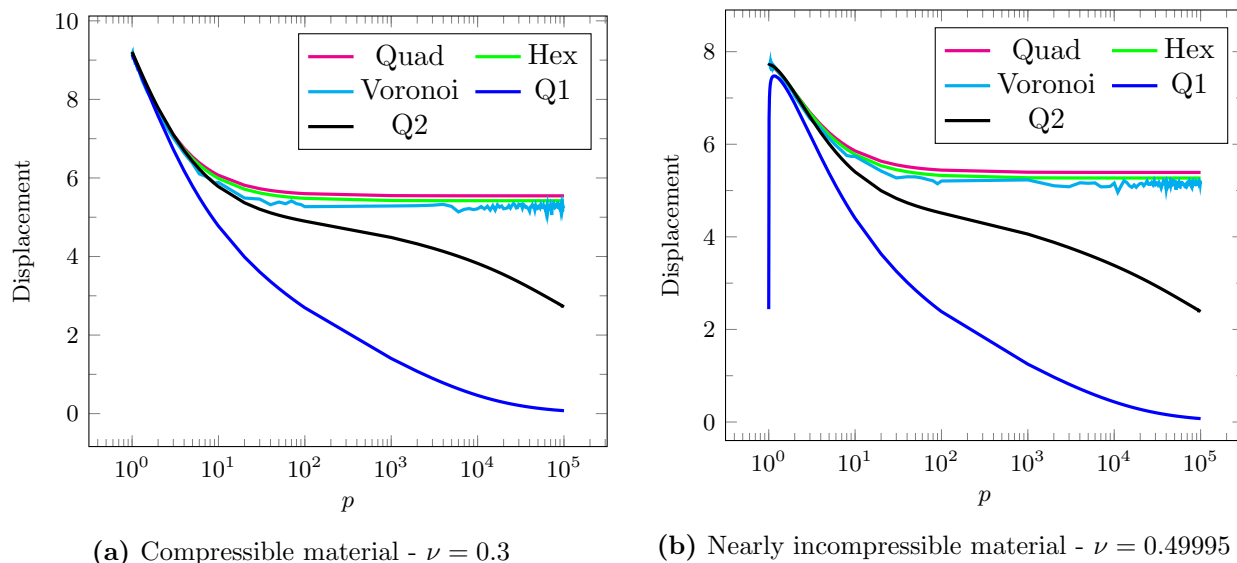 10
8
6
4
2
0
Displacement
10^0 10^1 10^2 10^3 10^4 10^5
p
Quad Hex
Voronoi Q1
Q2
(a) Compressible material - ν = 0.3
8
6
4
2
0
Displacement
10^0 10^1 10^2 10^3 10^4 10^5
p
Quad Hex
Voronoi Q1
Q2
(b) Nearly incompressible material - ν = 0.49995